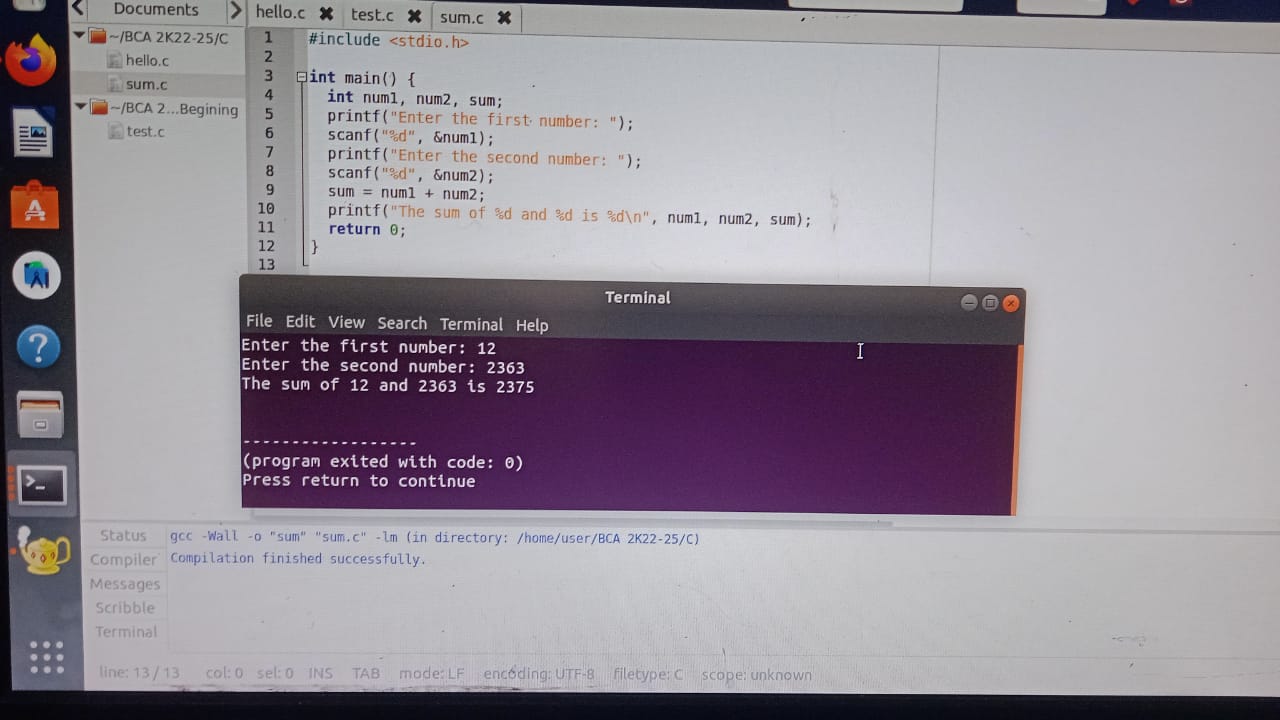 Documents
hello.c
test.c
sum.c
~/BCA 2K22-25/C
hello.c
sum.c
~/BCA 2...Begining
test.c
1 #include <stdio.h>
2
3 int main() {
4 int num1, num2, sum;
5 printf("Enter the first number: ");
6 scanf("%d", &num1);
7 printf("Enter the second number: ");
8 scanf("%d", &num2);
9 sum = num1 + num2;
10 printf("The sum of %d and %d is %d\n", num1, num2, sum);
11 return 0;
12 }
13
Terminal
File Edit View Search Terminal Help
Enter the first number: 12
Enter the second number: 2363
The sum of 12 and 2363 is 2375
------------------
(program exited with code: 0)
Press return to continue
Status
Compiler
Messages
Scribble
Terminal
gcc -Wall -o "sum" "sum.c" -lm (in directory: /home/user/BCA 2K22-25/C)
Compilation finished successfully.
line: 13 / 13 col: 0 sel: 0 INS TAB mode: LF encoding: UTF-8 filetype: C scope: unknown